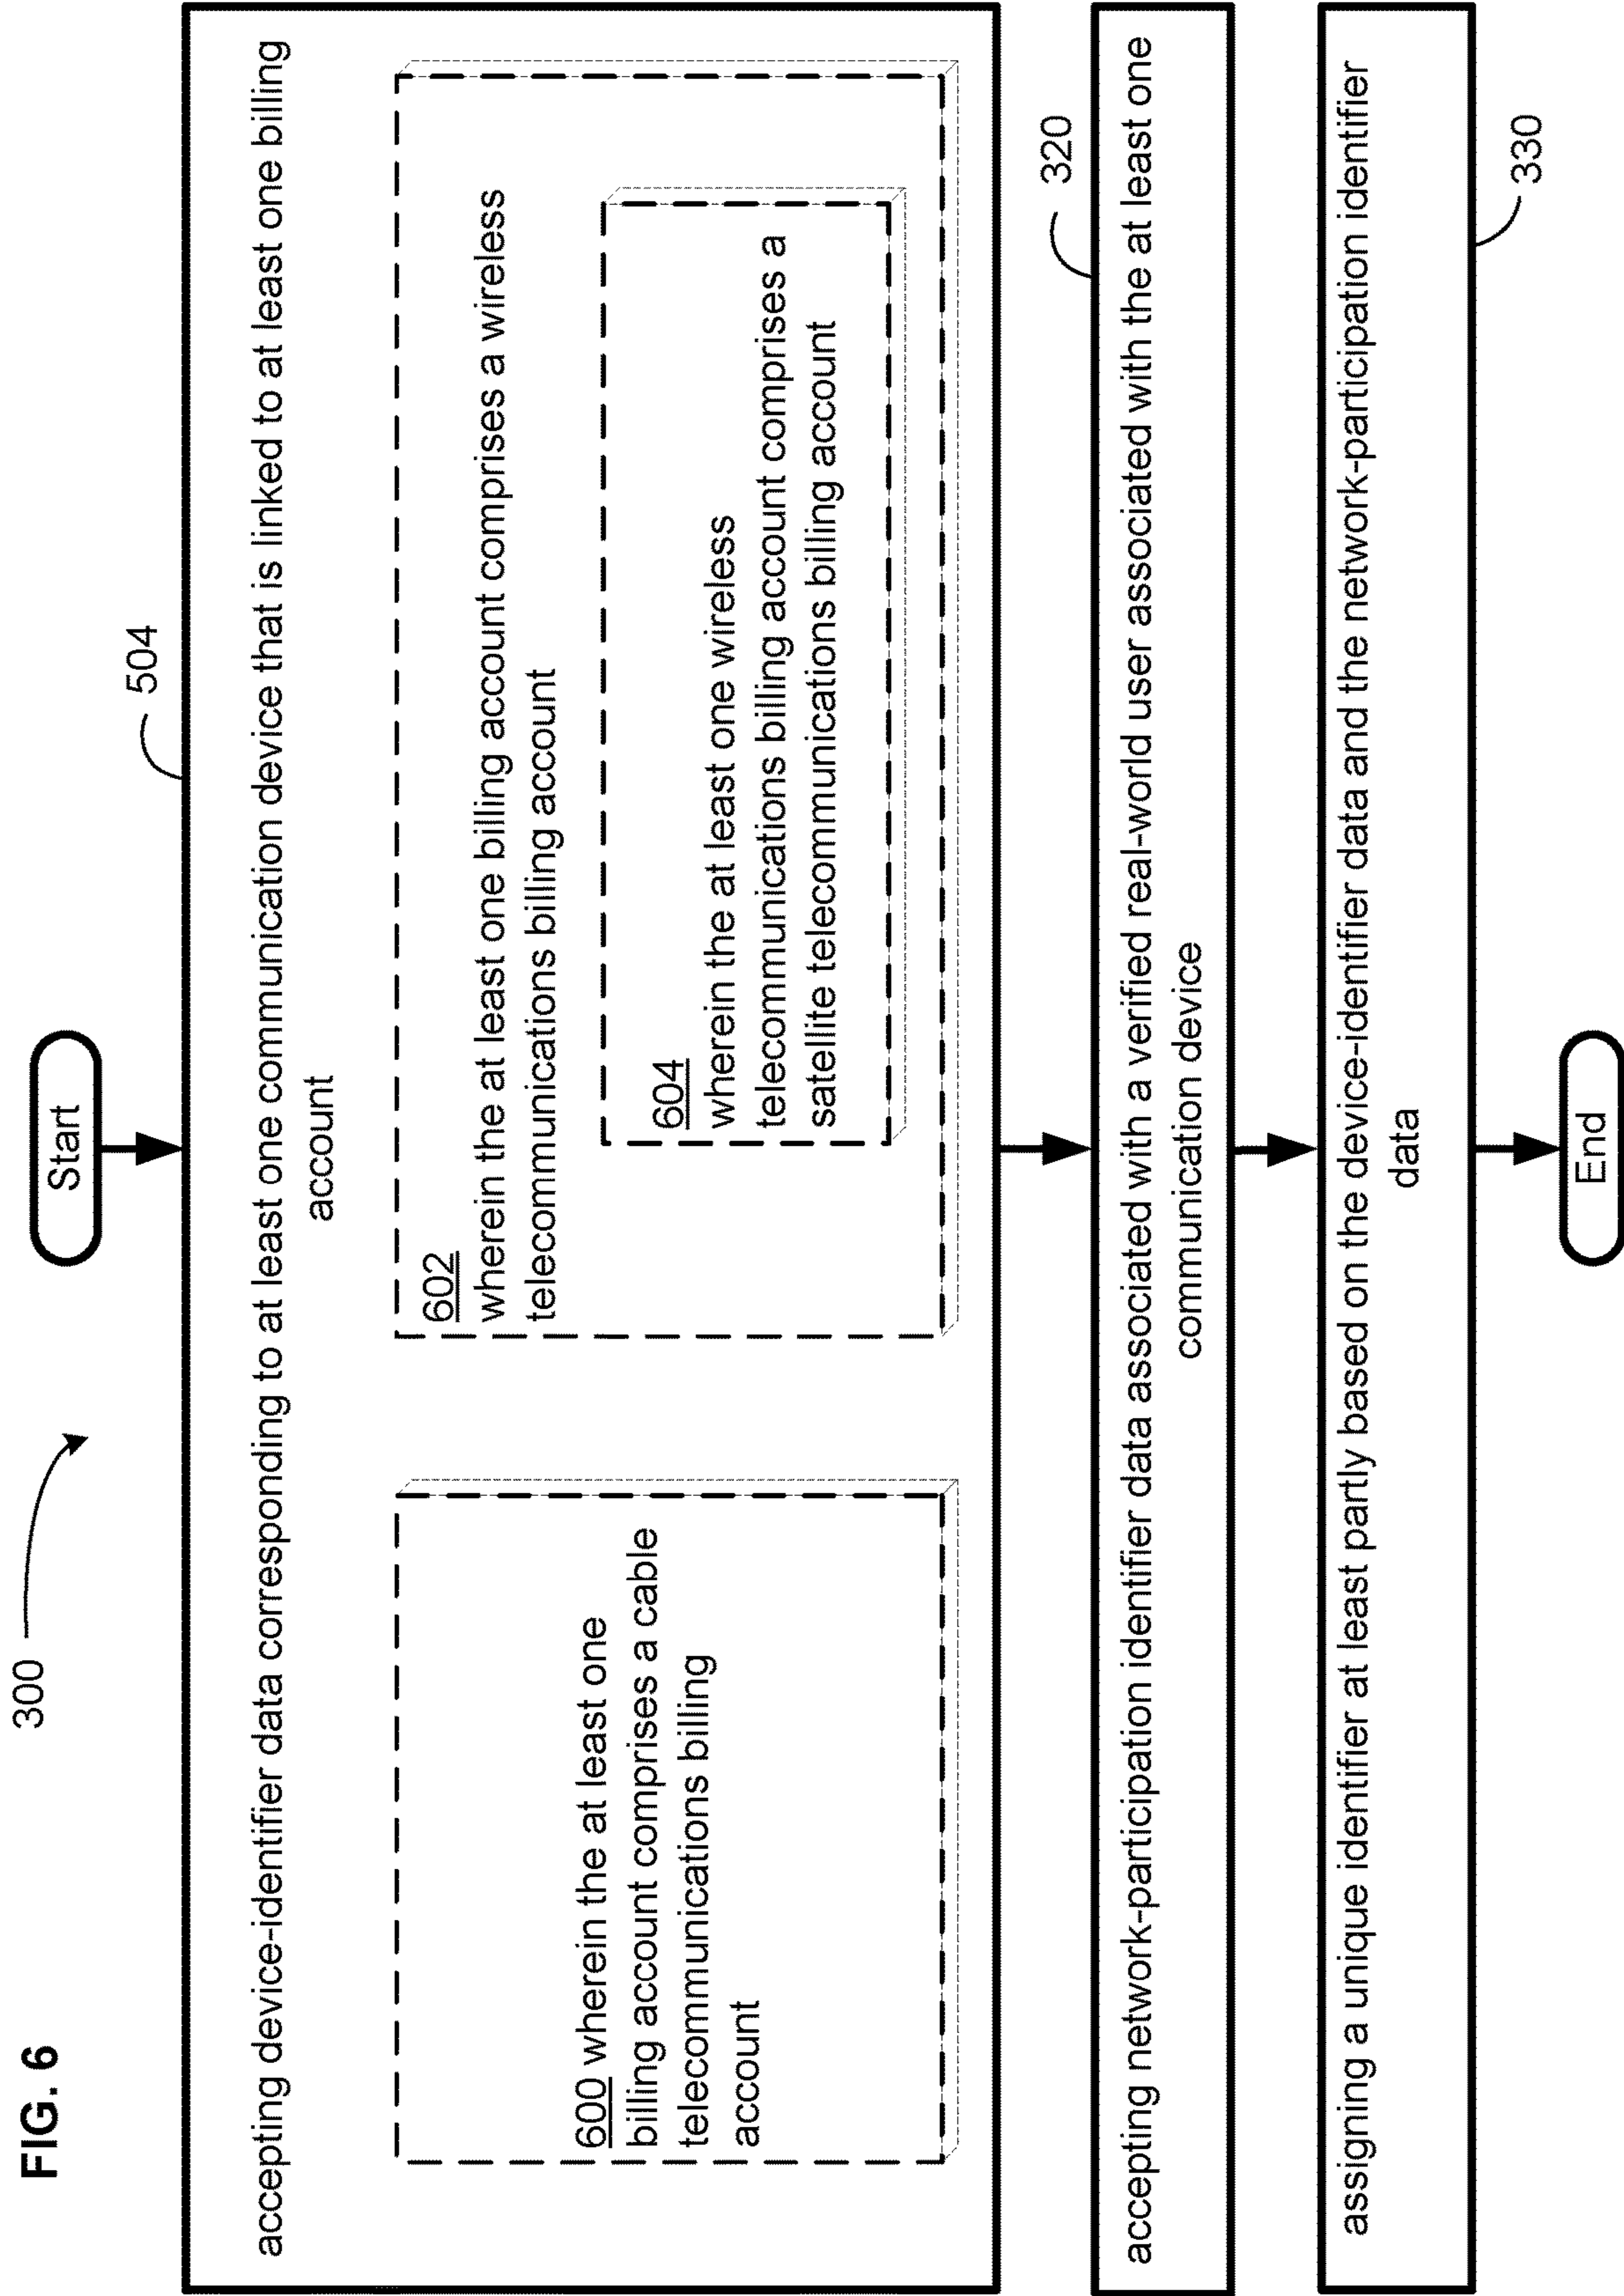 FIG. 6
300
Start
504
accepting device-identifier data corresponding to at least one communication device that is linked to at least one billing
account
600 wherein the at least one
billing account comprises a cable
telecommunications billing
account
602
wherein the at least one billing account comprises a wireless
telecommunications billing account
604
wherein the at least one wireless
telecommunications billing account comprises a
satellite telecommunications billing account
320
accepting network-participation identifier data associated with a verified real-world user associated with the at least one
communication device
assigning a unique identifier at least partly based on the device-identifier data and the network-participation identifier
data
330
End